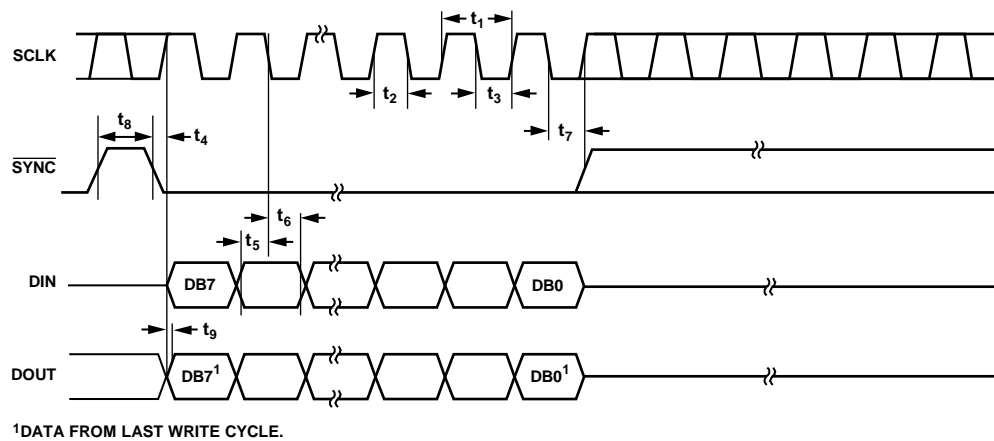 t1
SCLK
t2
t3
t8
t4
t7
SYNC
t6
t5
DB7
DB0
DIN
t9
DB7¹
DB0¹
DOUT
¹DATA FROM LAST WRITE CYCLE.